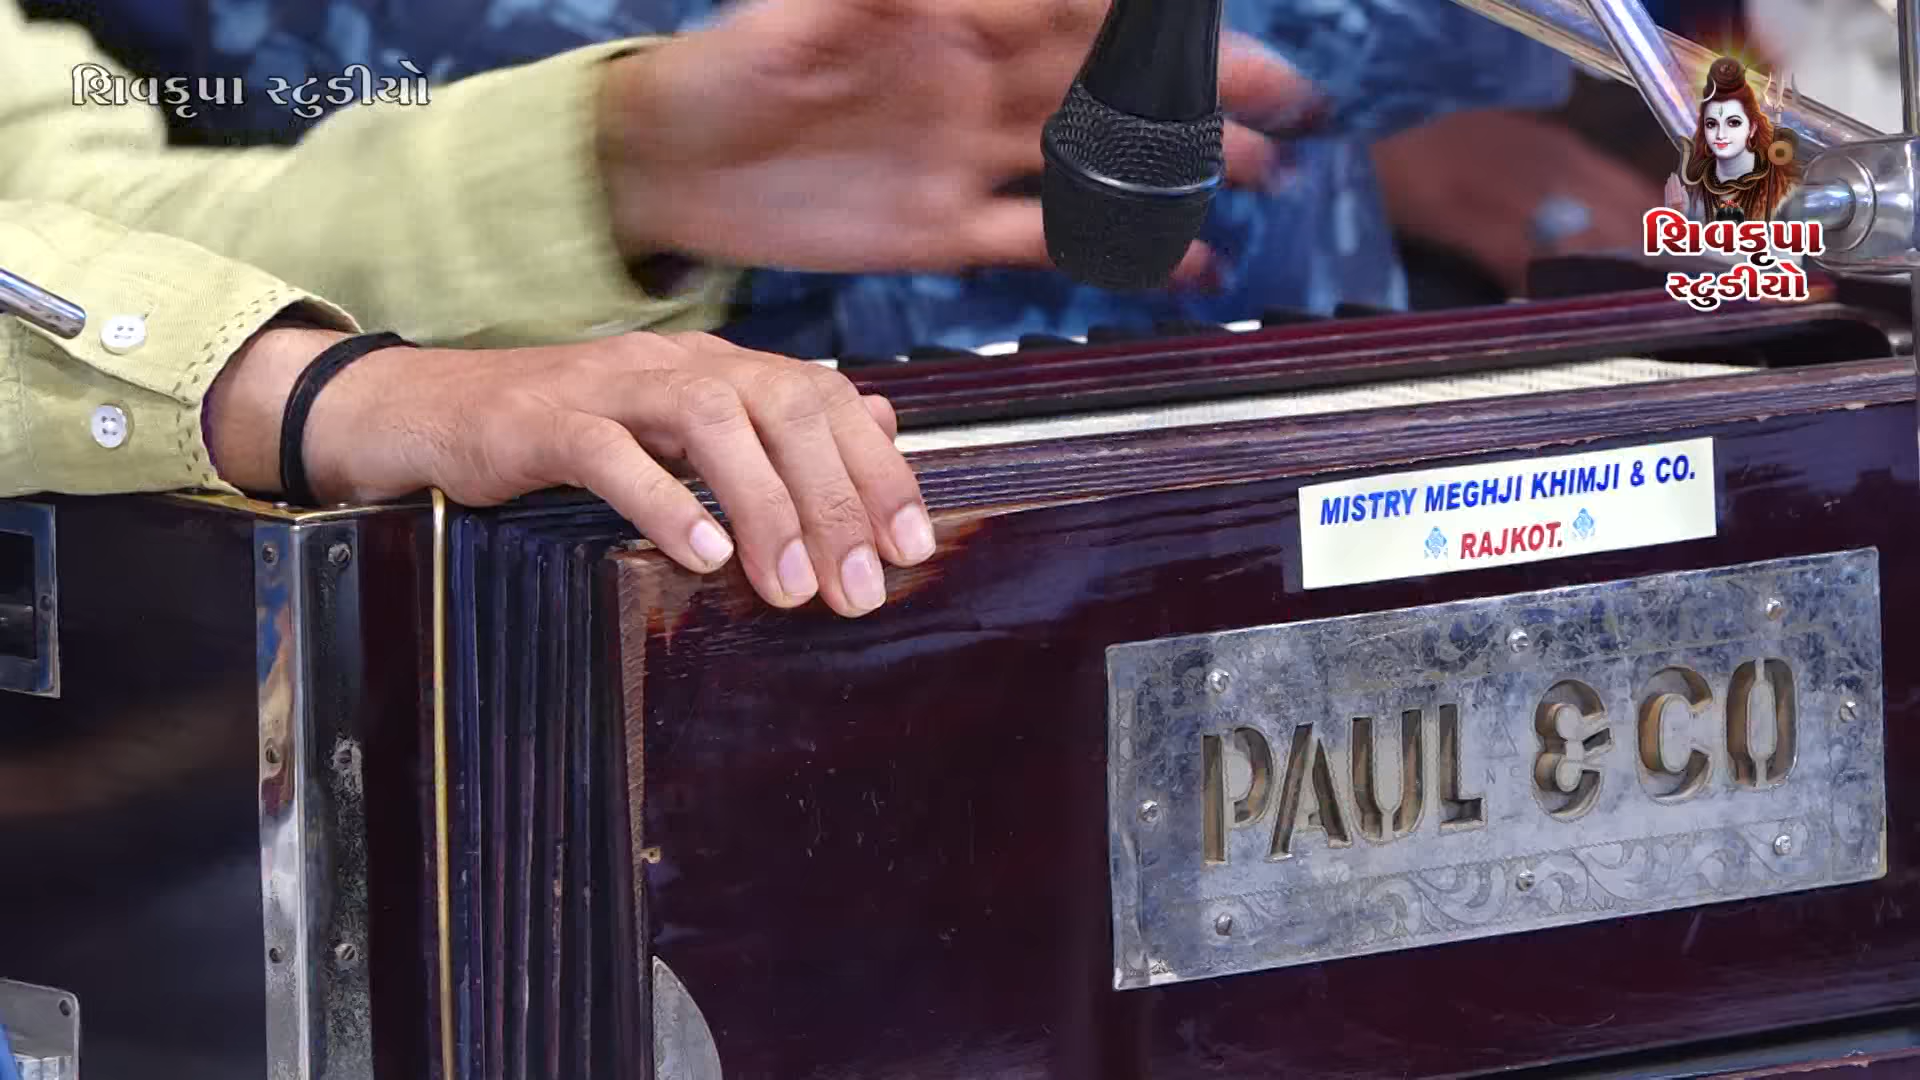 શિવકૃપા સ્ટુડીયો
શિવકૃપા
સ્ટુડીયો
MISTRY MEGHJI KHIMJI & CO.
RAJKOT.
PAUL & CO